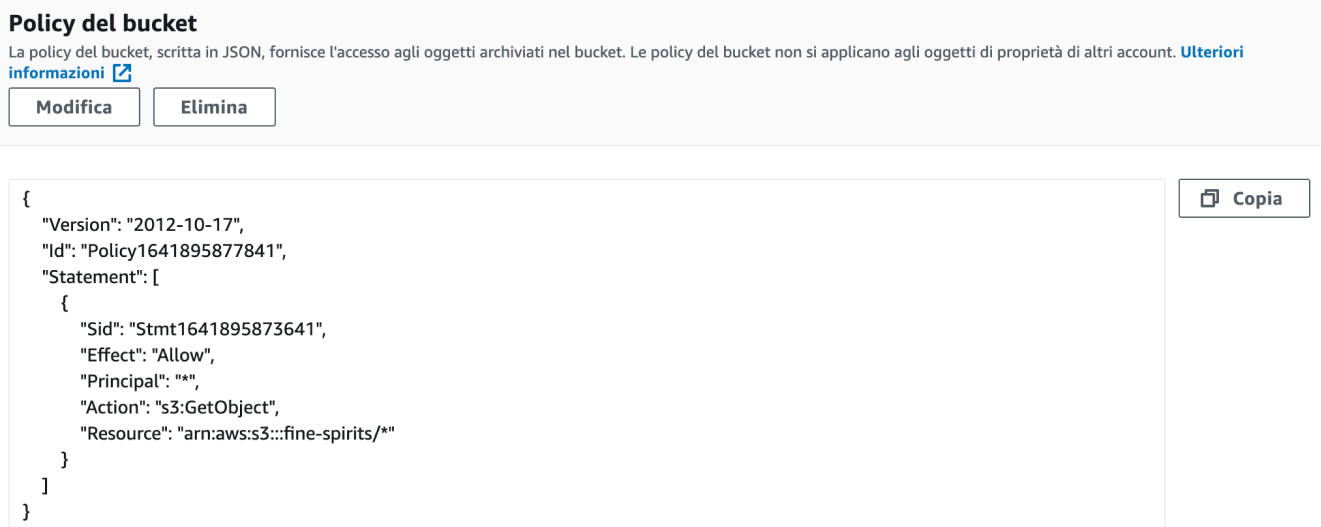 Policy del bucket
La policy del bucket, scritta in JSON, fornisce l'accesso agli oggetti archiviati nel bucket. Le policy del bucket non si applicano agli oggetti di proprietà di altri account. Ulteriori
informazioni
Modifica Elimina
Copia
{
"Version": "2012-10-17",
"Id": "Policy1641895877841",
"Statement": [
{
"Sid": "Stmt1641895873641",
"Effect": "Allow",
"Principal": "*",
"Action": "s3:GetObject",
"Resource": "arn:aws:s3:::fine-spirits/*"
}
]
}